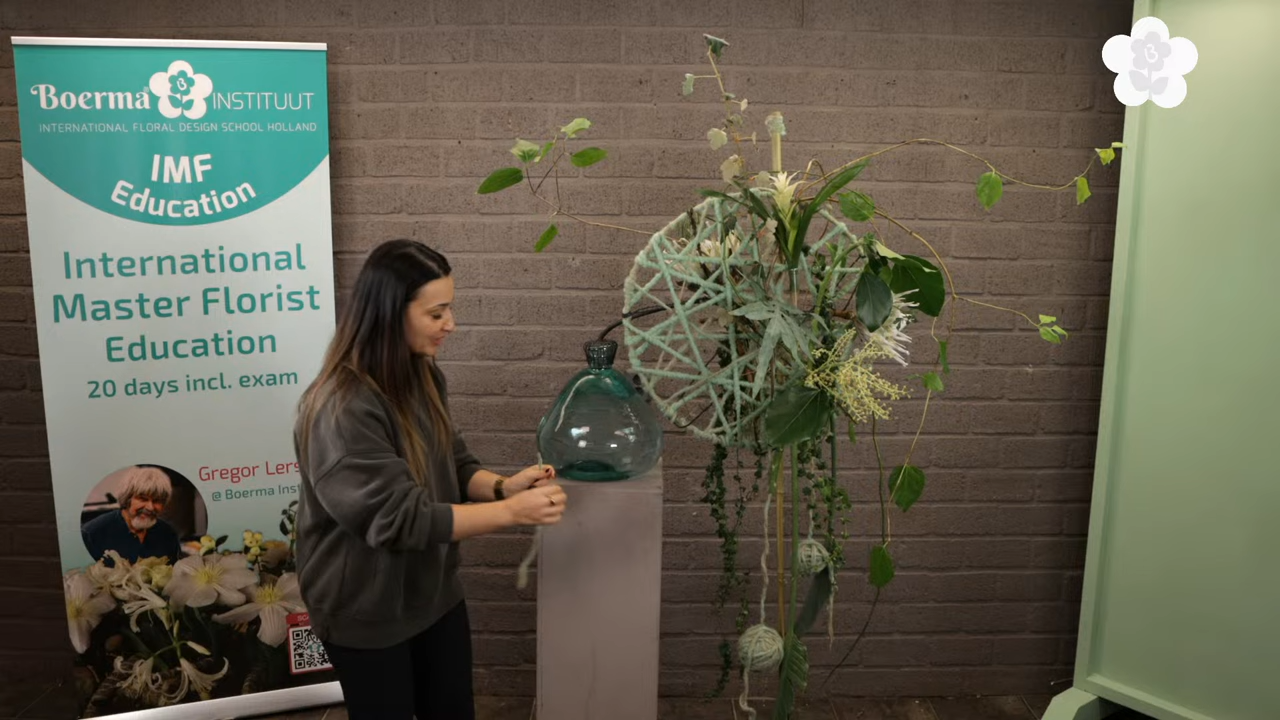 Boerma INSTITUUT
INTERNATIONAL FLORAL DESIGN SCHOOL HOLLAND
IMF
Education
International
Master Florist
Education
20 days incl. exam
Gregor Lers
@ Boerma Inst